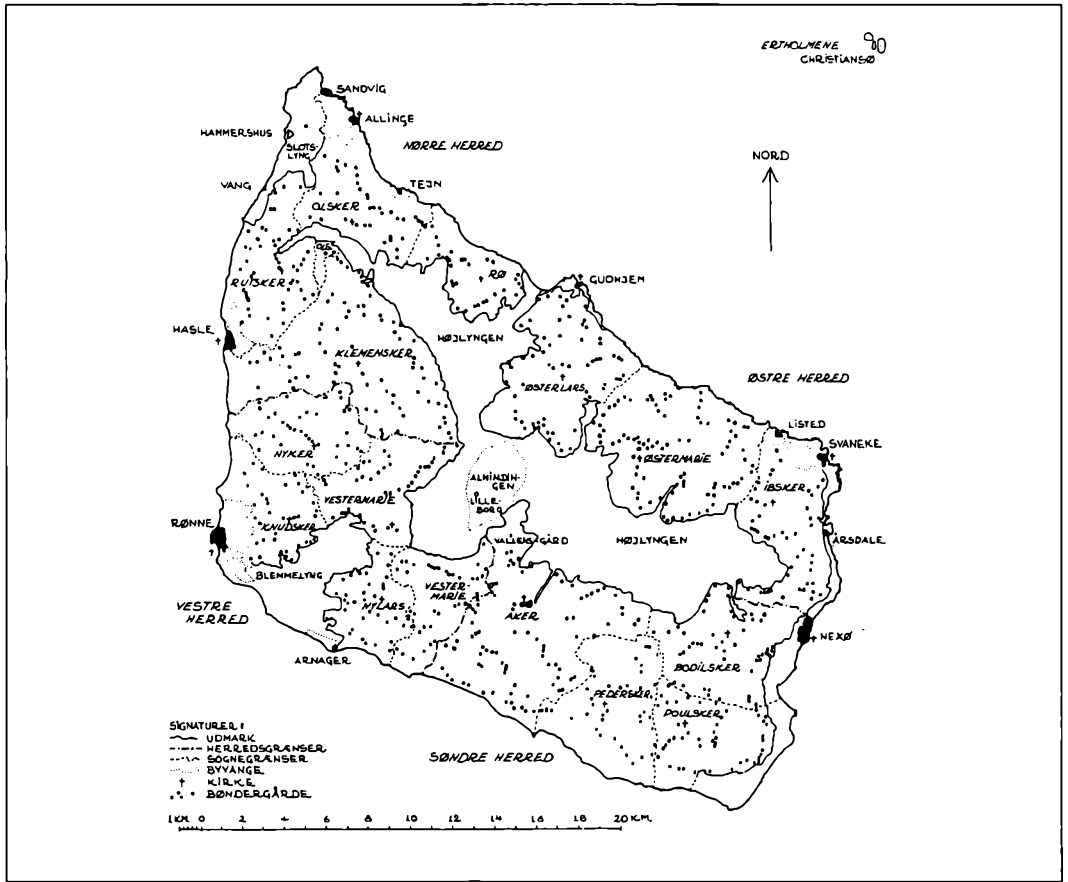 ERTHOLMENE
CHRISTIANSØ
SANDVIG
ALLINGE
HAMMERSHUS
SLOTS-
LYNG
NØRRE HERRED
NORD
VANG
TEJN
OLSKER
OLS.
RØ
RUTSKER
GUDHJEM
HASLE
HØJLYNGEN
KLEMENSKER
ØSTERLARS
ØSTRE HERRED
LISTED
SVANEKE
NYKER
ØSTERMARIE
ALMINDIN-
GEN
IBSKER
LILLE-
BORG
VESTERMARIE
RØNNE
KNUDSKER
VALLENSGÅRD
HØJLYNGEN
ÅRSDALE
BLEMMELYNG
VESTER-
MARIE
VESTRE
HERRED
NYLARS
ÅKER
NEXØ
ARNAGER
BODILSKER
PEDERSKER
POULSKER
SØNDRE HERRED
SIGNATURER:
UDMARK
HERREDSGRÆNSER
SOGNEGRÆNSER
BYVANGE
KIRKE
BØNDERGÅRDE
1 KM. 0 2 4 6 8 10 12 14 16 18 20 KM.